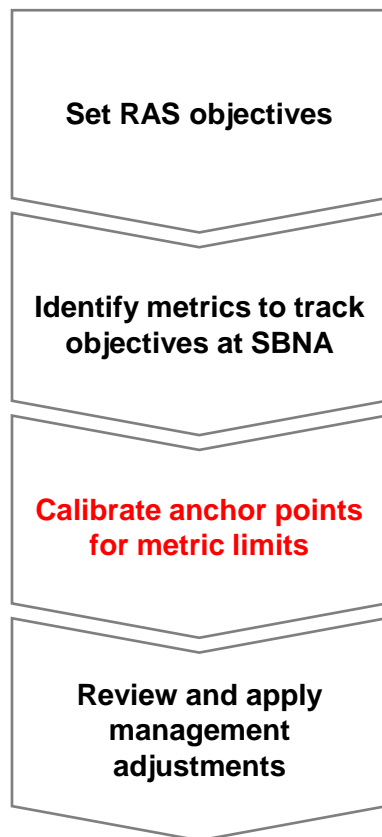 Set RAS objectives
Identify metrics to track
objectives at SBNA
Calibrate anchor points
for metric limits
Review and apply
management
adjustments